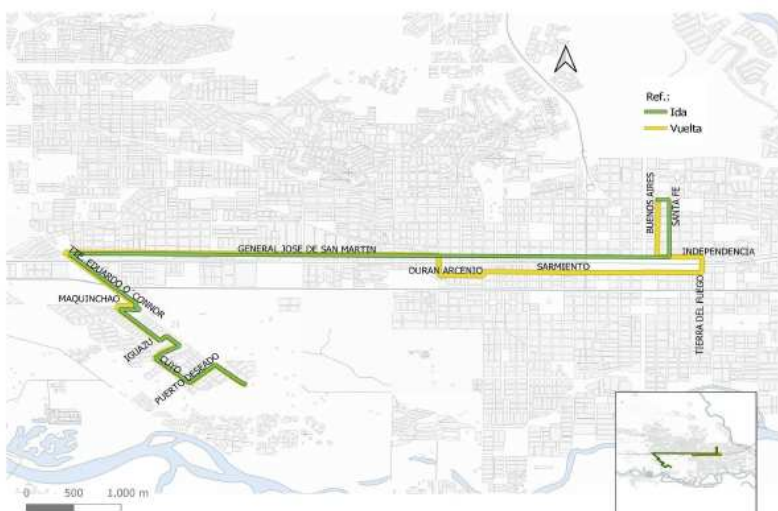 Ref.:
Ida
Vuelta
BUENOS AIRES
SANTA FE
GENERAL JOSE DE SAN MARTIN
INDEPENDENCIA
TTE. EDUARDO O´CONNOR
DURAN ARCENIO
SARMIENTO
MAQUINCHAO
TIERRA DEL FUEGO
IGUAZU
CUYO
PUERTO DESEADO
0 500 1.000 m